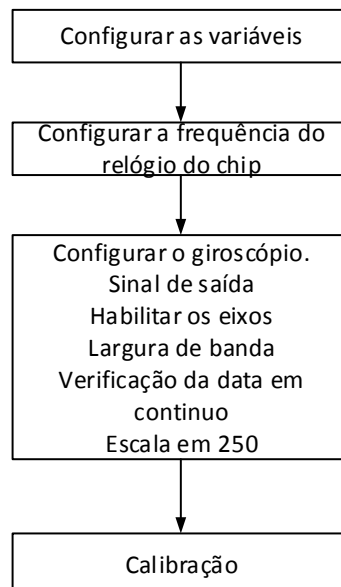 Configurar as variáveis
Configurar a frequência do
relógio do chip
Configurar o giroscópio.
Sinal de saída
Habilitar os eixos
Largura de banda
Verificação da data em
continuo
Escala em 250
Calibração